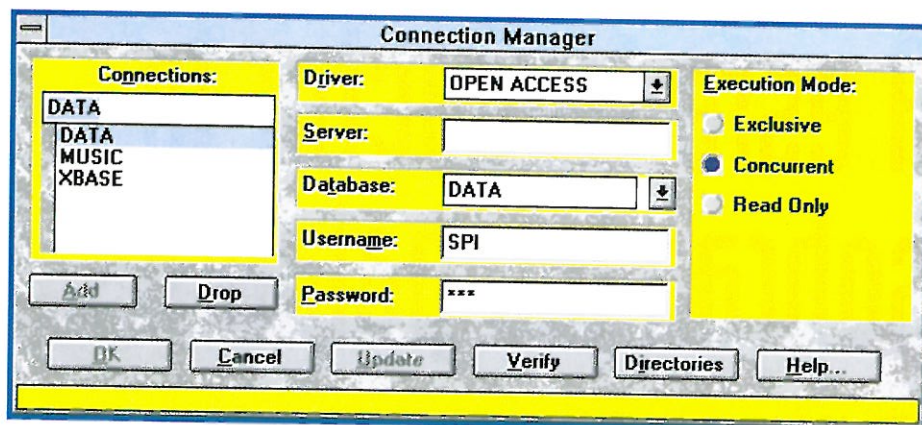 Connection Manager
Connections:
DATA
DATA
MUSIC
XBASE
Add
Drop
Driver:
OPEN ACCESS
Server:
Database:
DATA
Username:
SPI
Password:
***
Execution Mode:
Exclusive
Concurrent
Read Only
OK
Cancel
Update
Verify
Directories
Help...